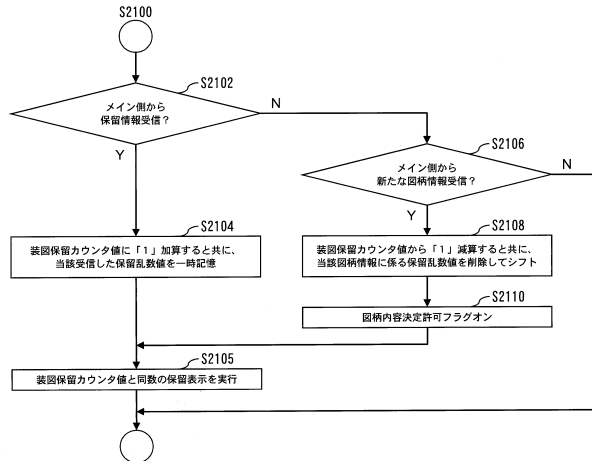 S2100
S2102
メイン側から
保留情報受信？
N
Y
S2106
メイン側から
新たな図柄情報受信？
N
Y
S2104
装図保留カウンタ値に「1」加算すると共に、
当該受信した保留乱数値を一時記憶
S2108
装図保留カウンタ値から「1」減算すると共に、
当該図柄情報に係る保留乱数値を削除してシフト
S2110
図柄内容決定許可フラグオン
S2105
装図保留カウンタ値と同数の保留表示を実行